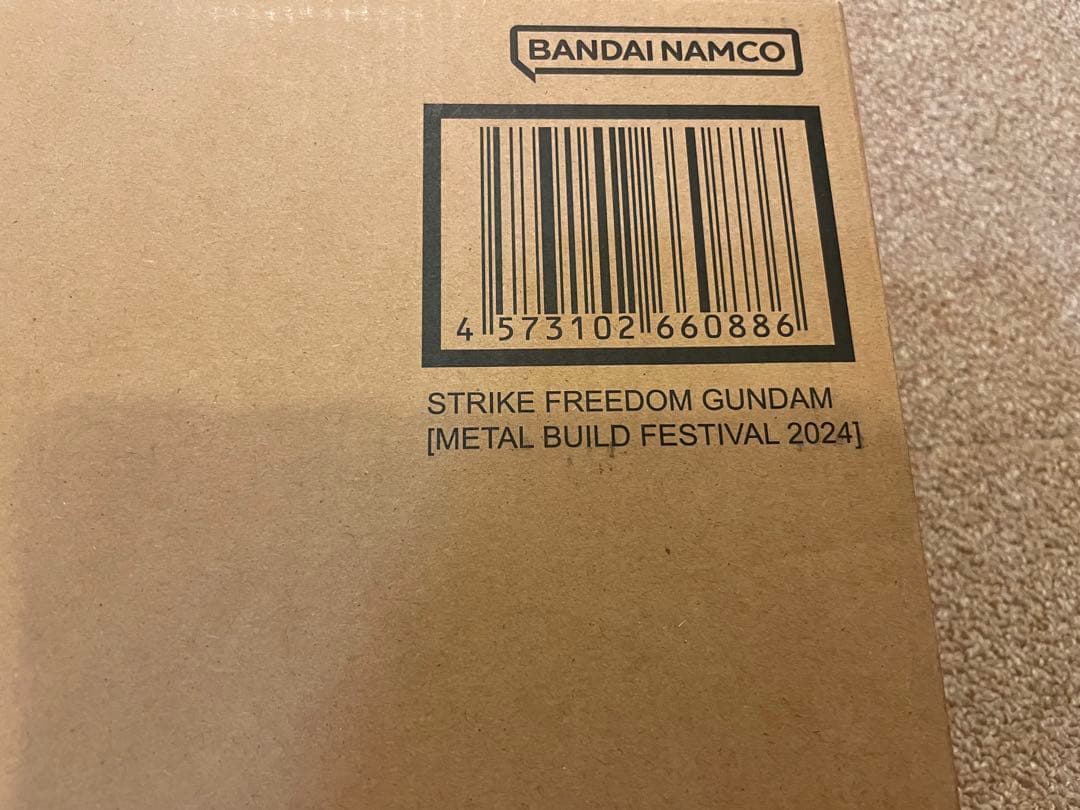 BANDAI NAMCO
4 573102 660886
STRIKE FREEDOM GUNDAM
[METAL BUILD FESTIVAL 2024]